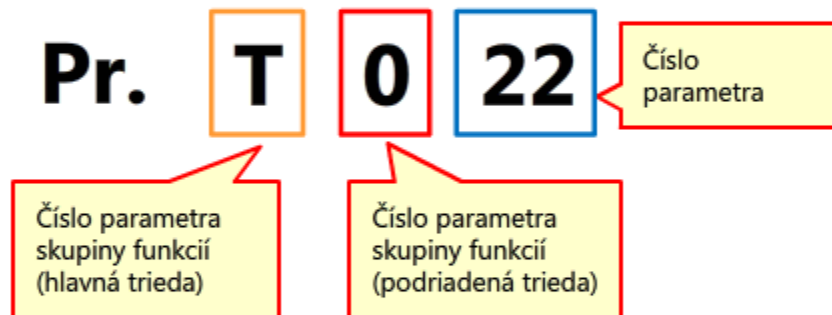 Pr. T 0 22
Číslo
parametra
Číslo parametra
skupiny funkcií
(hlavná trieda)
Číslo parametra
skupiny funkcií
(podriadená trieda)